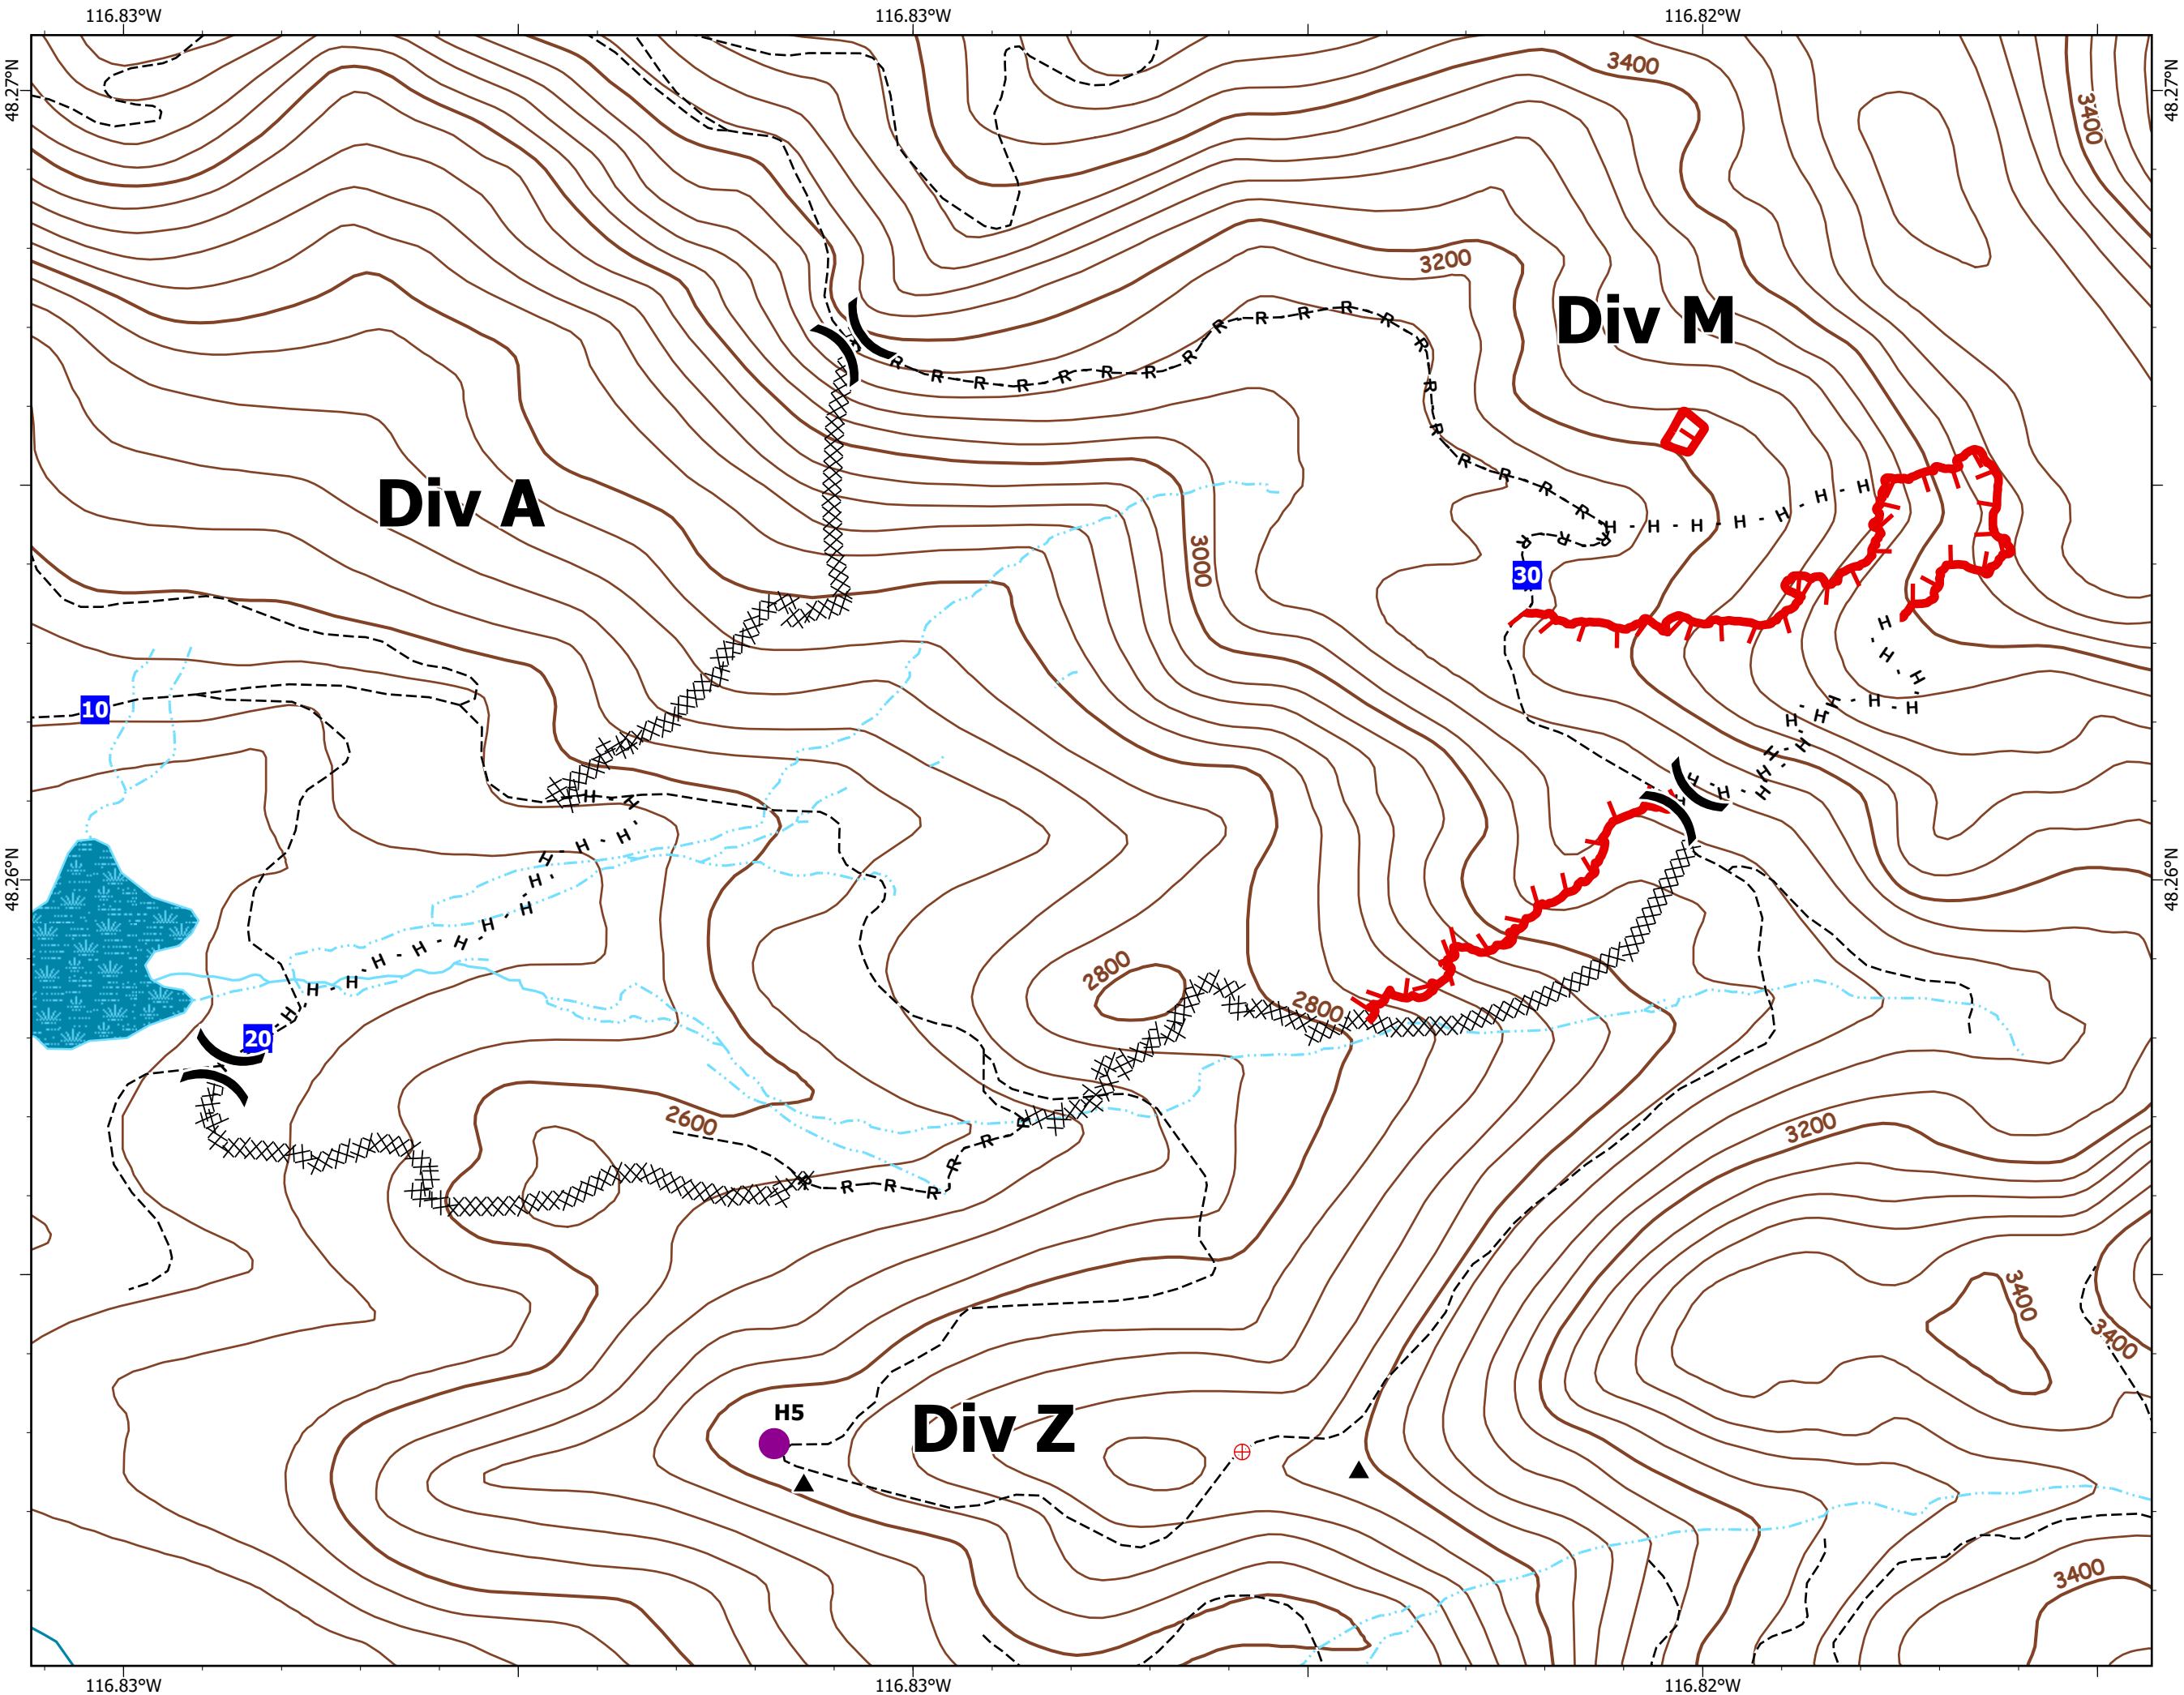 116.83°W 116.83°W 116.82°W
48.27°N 3400 48.27°N
3400
3200
Div M
Div A
R R R R R R R R R R R R R R R R R R R R R R R
H - H - H - H - H - H - H
3000
30
10
H H H H H H H H H H H H H H H
48.26°N 48.26°N
H H H H H H H H H H H H H
2800
2800
20
2600
3200
R R R R R R
3400
3400
H5
Div Z
3400
116.83°W 116.83°W 116.82°W